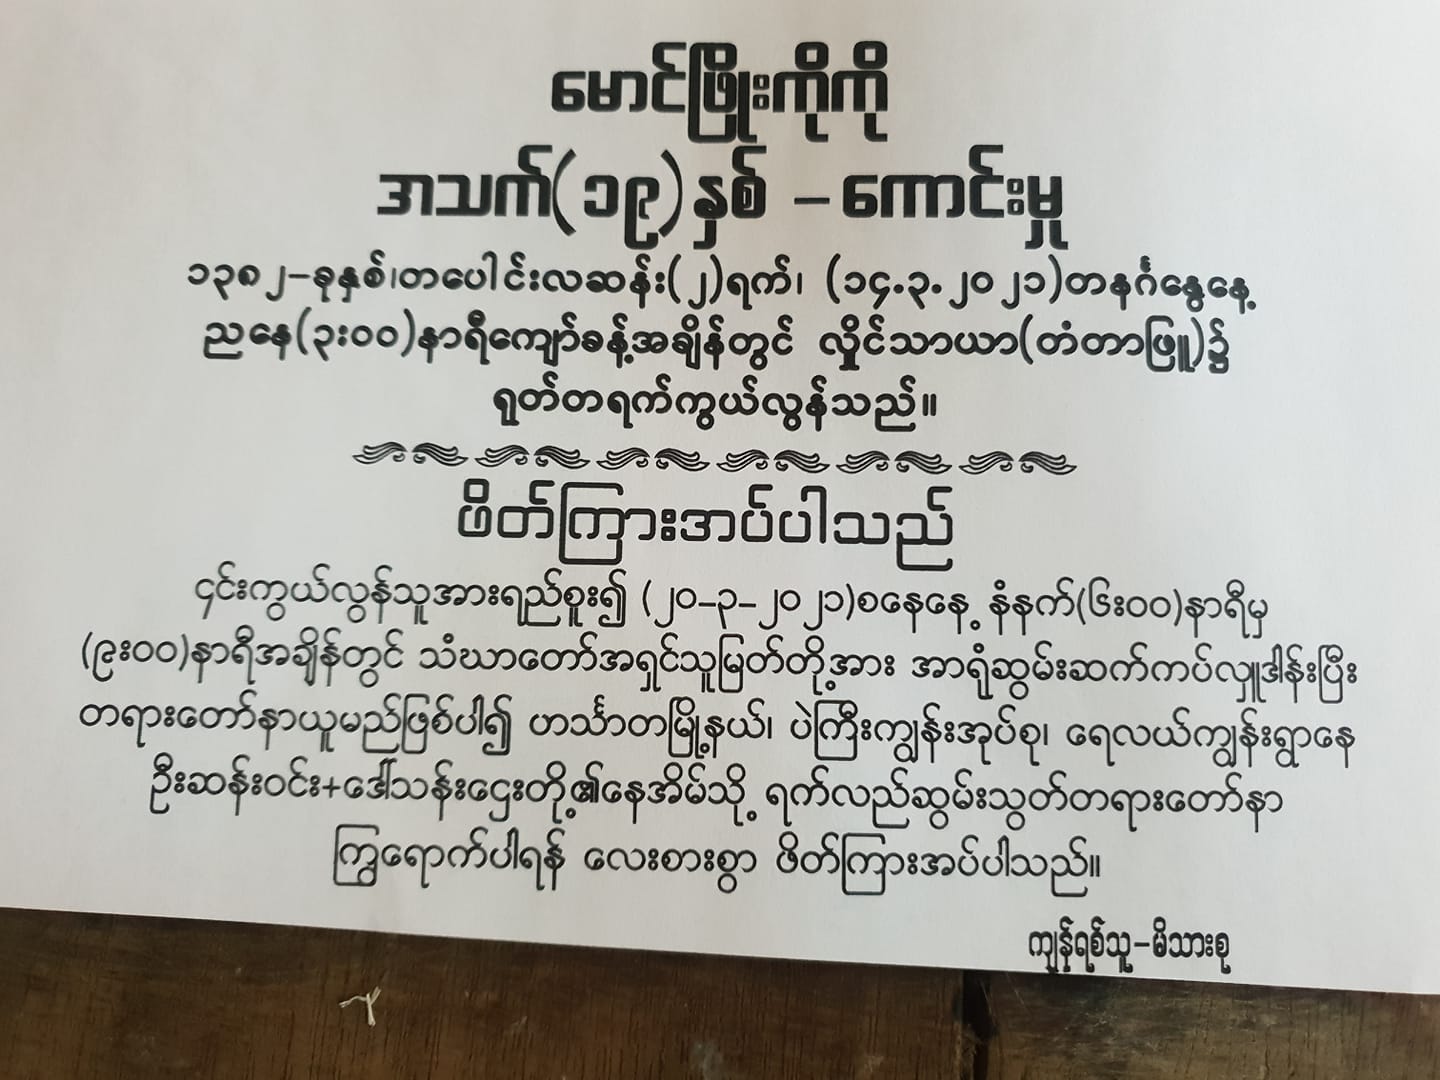 မောင်ဖြိုးကိုကို
အသက်(၁၉)နှစ် – ကောင်းမှု
၁၃၈၂–ခုနှစ်၊တပေါင်းလဆန်း(၂)ရက်၊ (၁၄.၃.၂၀၂၁)တနင်္ဂနွေနေ့
ညနေ(၃း၀၀)နာရီကျော်ခန့်အချိန်တွင် လှိုင်သာယာ(တံတာဖြူ)၌
ရုတ်တရက်ကွယ်လွန်သည်။
ဖိတ်ကြားအပ်ပါသည်
၎င်းကွယ်လွန်သူအားရည်စူး၍ (၂၀–၃–၂၀၂၁)စနေနေ့ နံနက်(၆း၀၀)နာရီမှ
(၉း၀၀)နာရီအချိန်တွင် သံဃာတော်အရှင်သူမြတ်တို့အား အာရုံဆွမ်းဆက်ကပ်လှူဒါန်းပြီး
တရားတော်နာယူမည်ဖြစ်ပါ၍ ဟင်္သာတမြို့နယ်၊ ပဲကြီးကျွန်းအုပ်စု၊ ရေလယ်ကျွန်းရွာနေ
ဦးဆန်းဝင်း+ဒေါ်သန်းဌေးတို့၏နေအိမ်သို့ ရက်လည်ဆွမ်းသွတ်တရားတော်နာ
ကြွရောက်ပါရန် လေးစားစွာ ဖိတ်ကြားအပ်ပါသည်။
ကျန်ရစ်သူ–မိသားစု